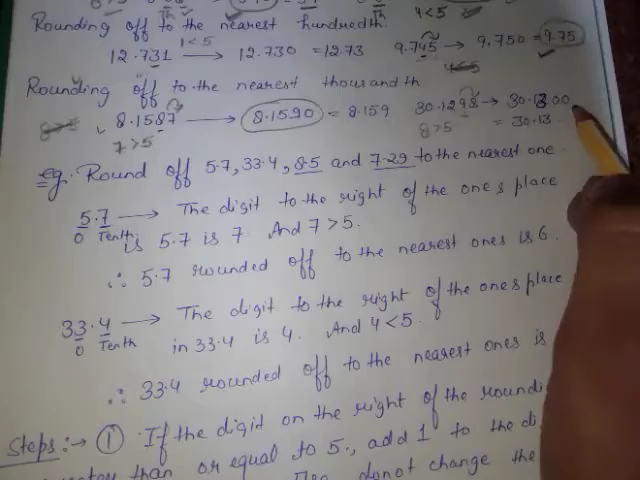 Rounding off to the nearest hundredth.
4<5
1<5
12.731 → 12.730 = 12.73 9.745 → 9.750 = 9.75
Rounding off to the nearest thousandth
8.1587 → 8.1590 = 8.159 30.1298 → 30.1300
7>5 8>5 = 30.13
eg. Round off 5.7, 33.4, 8.5 and 7.29 to the nearest one.
5.7 → The digit to the right of the ones place
O Tenth is 5.7 is 7. And 7>5.
∴ 5.7 rounded off to the nearest ones is 6.
33.4 → The digit to the right of the ones place
O Tenth in 33.4 is 4. And 4<5.
∴ 33.4 rounded off to the nearest ones is
Steps:→ ① If the digit on the right of the
than or equal to 5, add 1 to the
donot change the